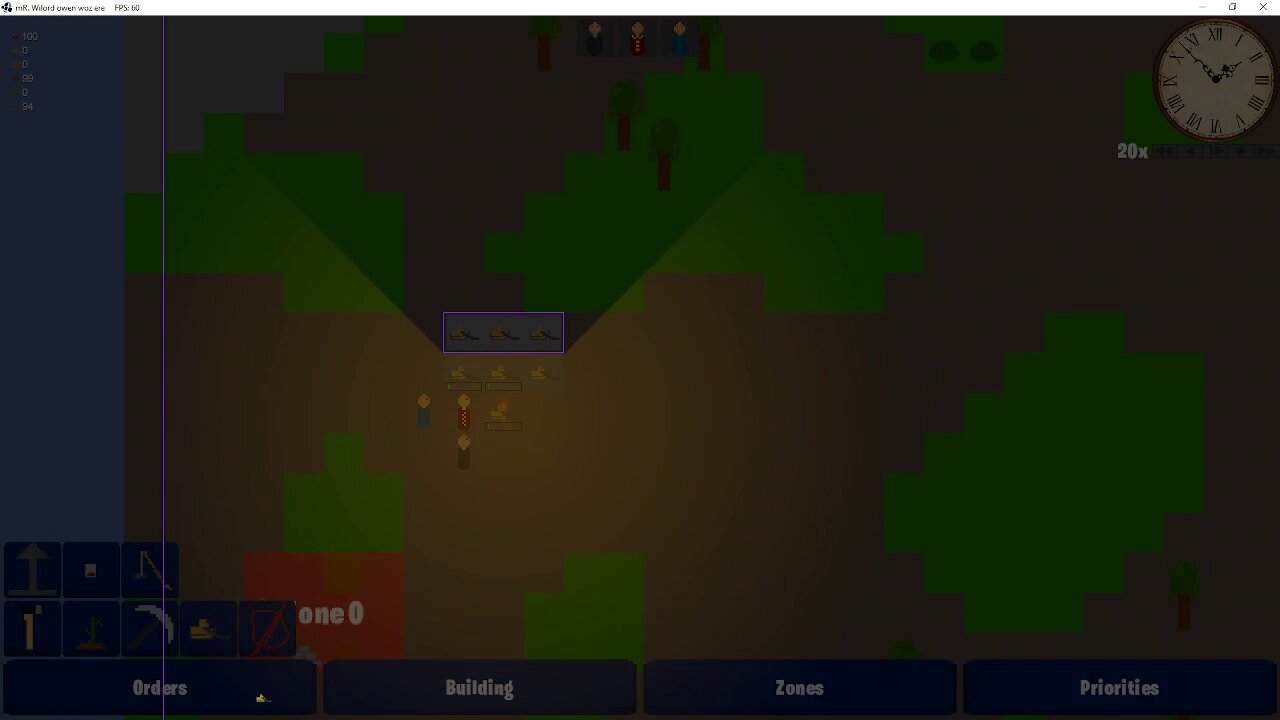 mR. Wilord owen woz ere FPS: 60
100
0
0
99
0
94
XII
20x
one 0
Orders
Building
Zones
Priorities